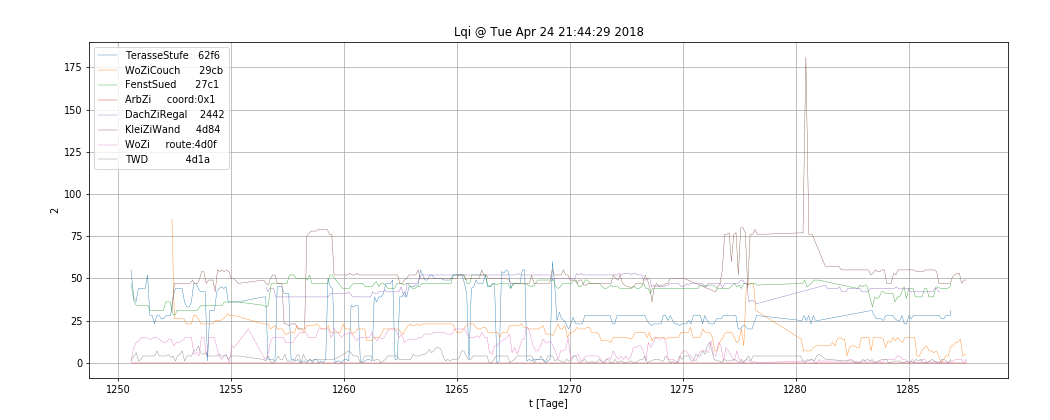 Lqi @ Tue Apr 24 21:44:29 2018
TerasseStufe 62f6
WoZiCouch 29cb
FenstSued 27c1
ArbZi coord:0x1
DachZiRegal 2442
KleiZiWand 4d84
WoZi route:4d0f
TWD 4d1a
175
150
125
100
75
50
25
0
2
1250 1255 1260 1265 1270 1275 1280 1285
t [Tage]